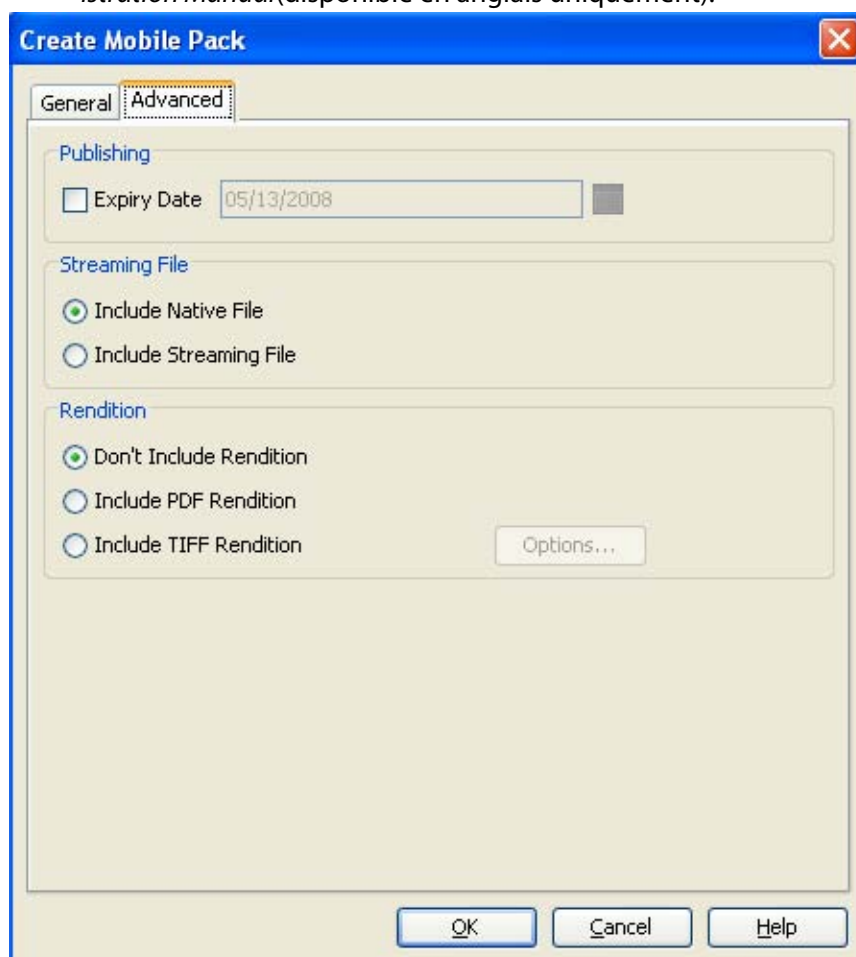 istration Manual (disponible en anglais uniquement).
Create Mobile Pack
General Advanced
Publishing
Expiry Date 05/13/2008
Streaming File
Include Native File
Include Streaming File
Rendition
Don't Include Rendition
Include PDF Rendition
Include TIFF Rendition Options...
OK Cancel Help